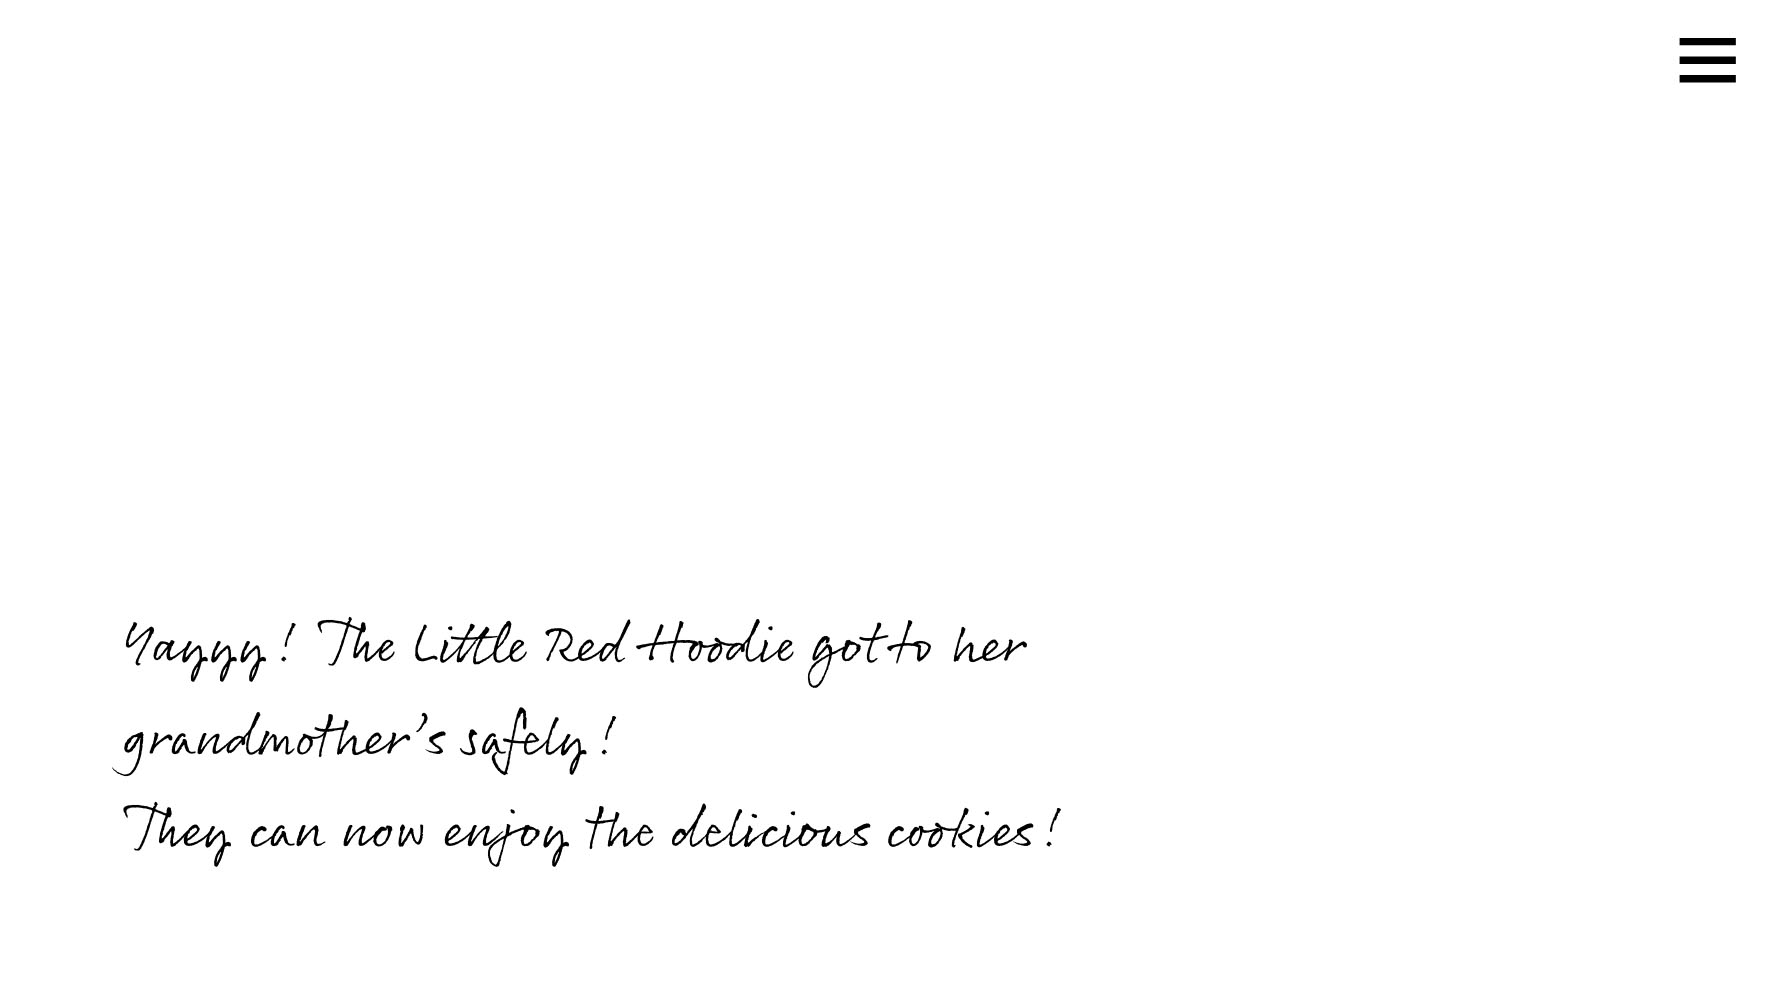 Yayyy ! The Little Red Hoodie got to her
grandmother's safely !
They can now enjoy the delicious cookies !